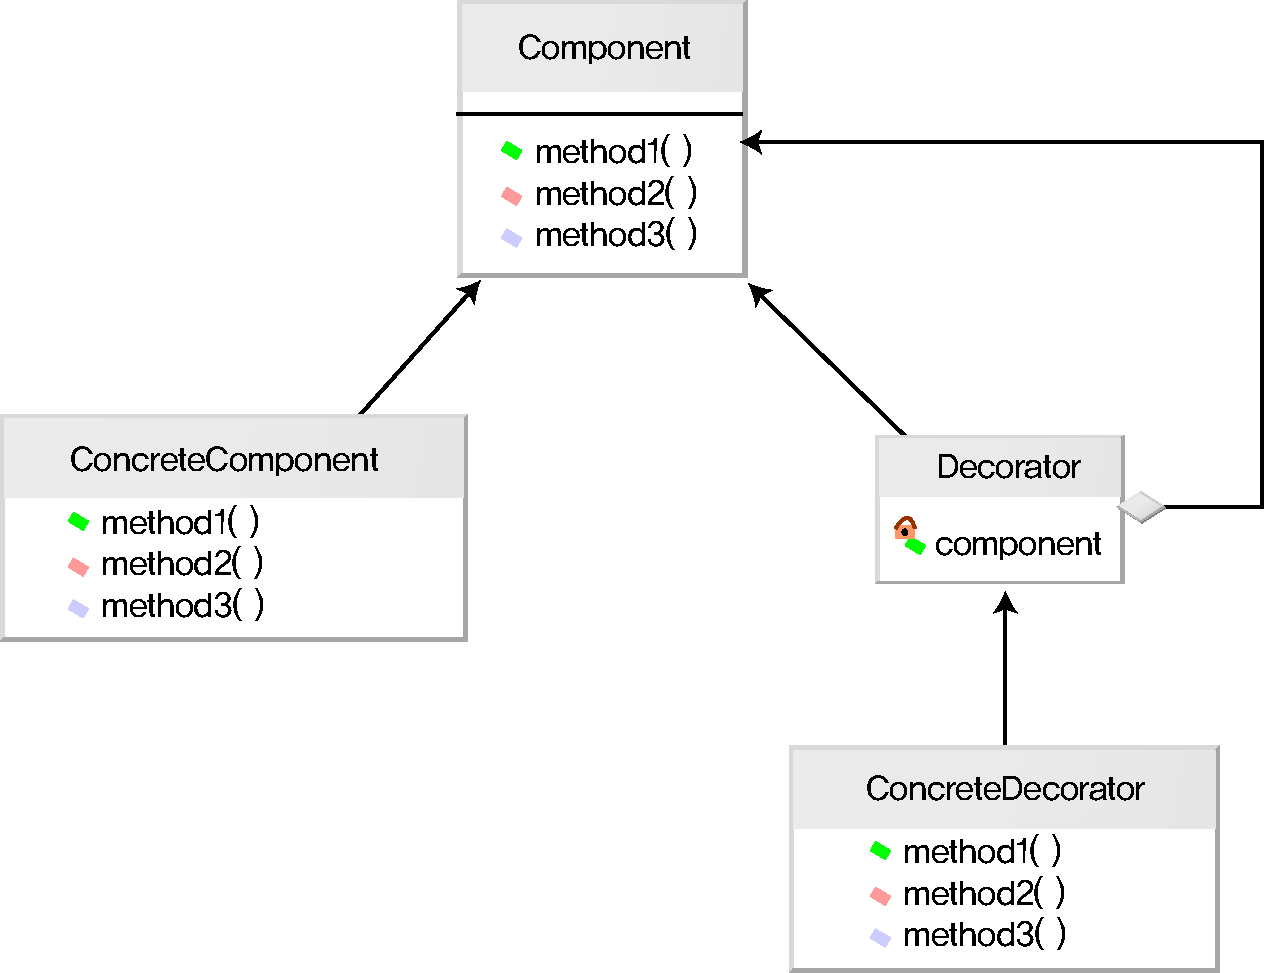 Component
method1( )
method2( )
method3( )
ConcreteComponent
method1( )
method2( )
method3( )
Decorator
component
ConcreteDecorator
method1( )
method2( )
method3( )